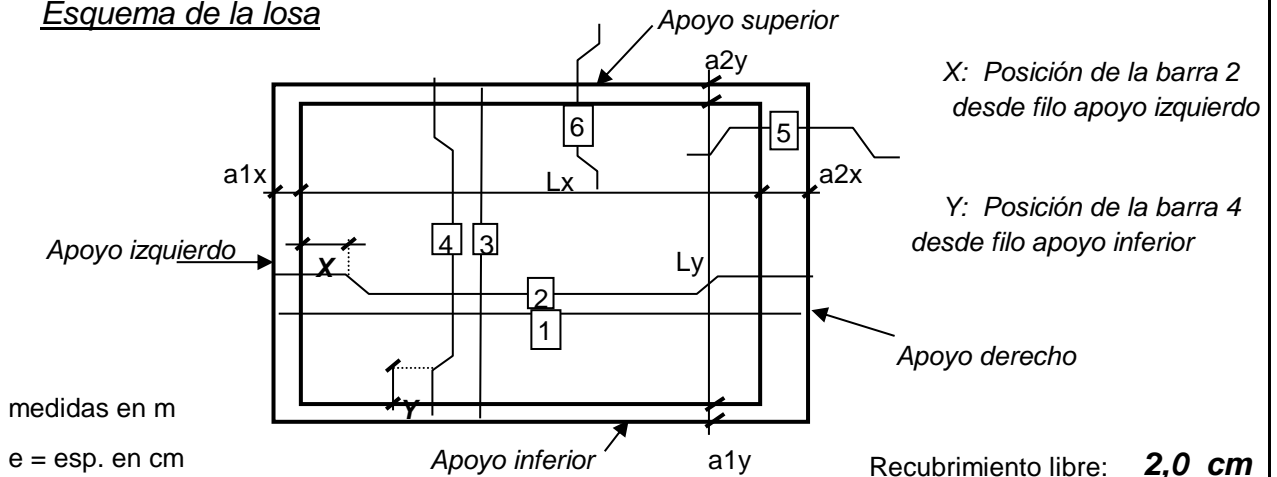 Esquema de la losa
Apoyo superior
a2y
X: Posición de la barra 2
desde filo apoyo izquierdo
6
5
a1x
Lx
a2x
Y: Posición de la barra 4
desde filo apoyo inferior
Apoyo izquierdo
4
3
X
Ly
2
1
Apoyo derecho
medidas en m
Y
e = esp. en cm
Apoyo inferior
a1y
Recubrimiento libre: 2,0 cm